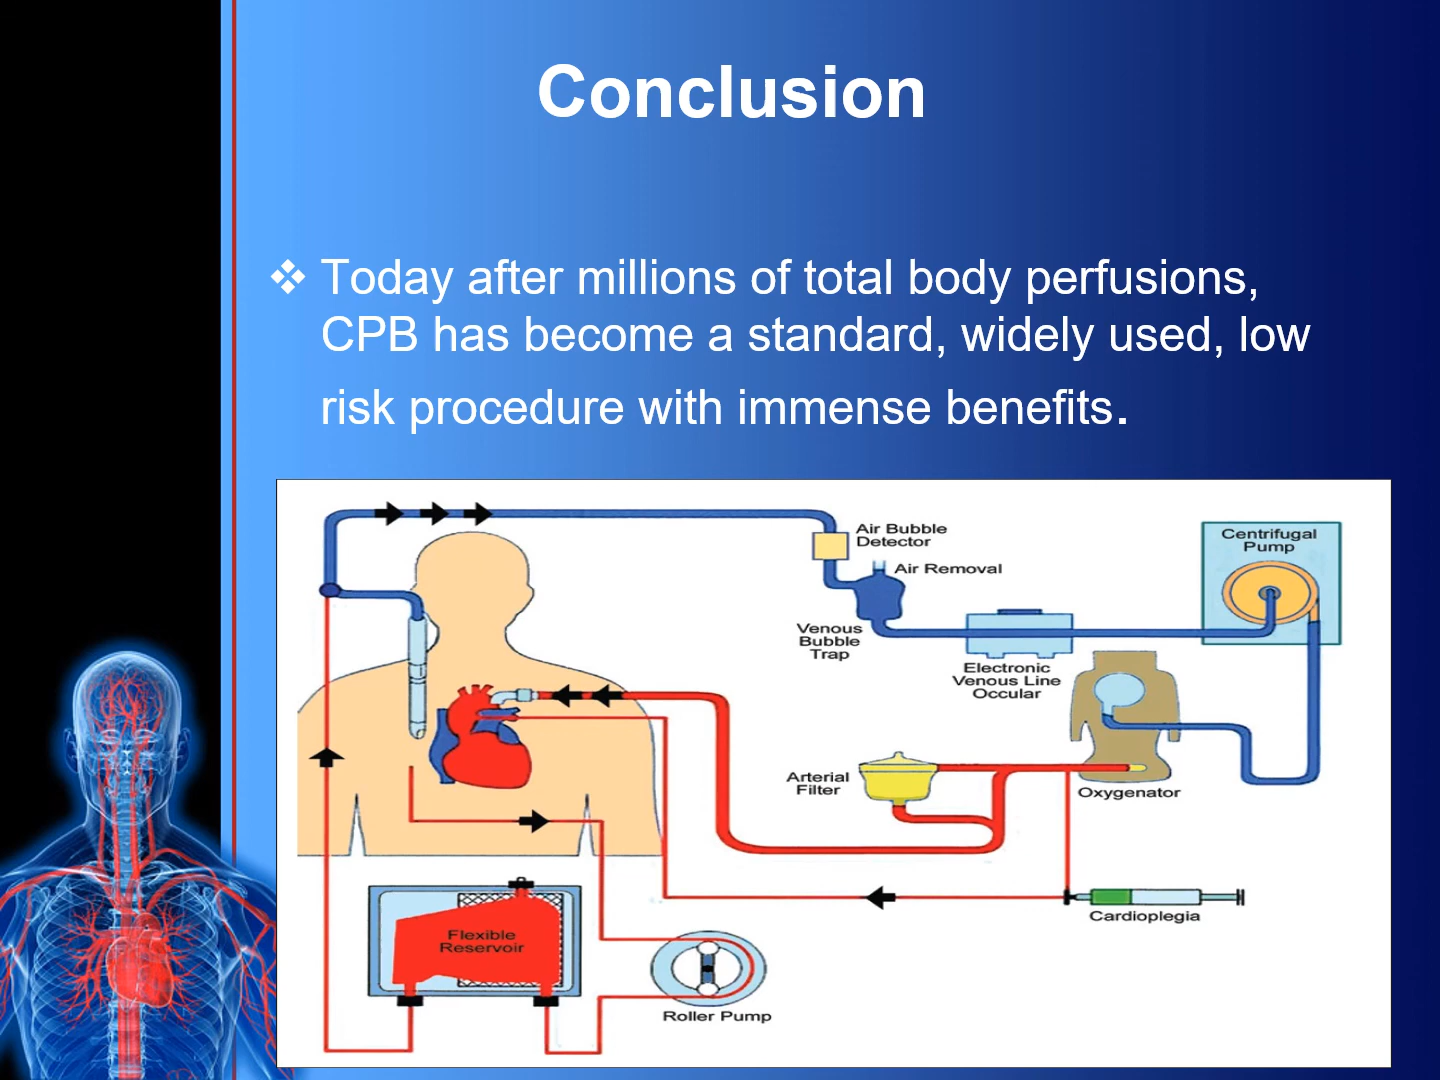 Conclusion
❖ Today after millions of total body perfusions,
CPB has become a standard, widely used, low
risk procedure with immense benefits.
Air Bubble
Detector
Air Removal
Centrifugal
Pump
Venous
Bubble
Trap
Electronic
Venous Line
Occular
Arterial
Filter
Oxygenator
Cardioplegia
Flexible
Reservoir
Roller Pump